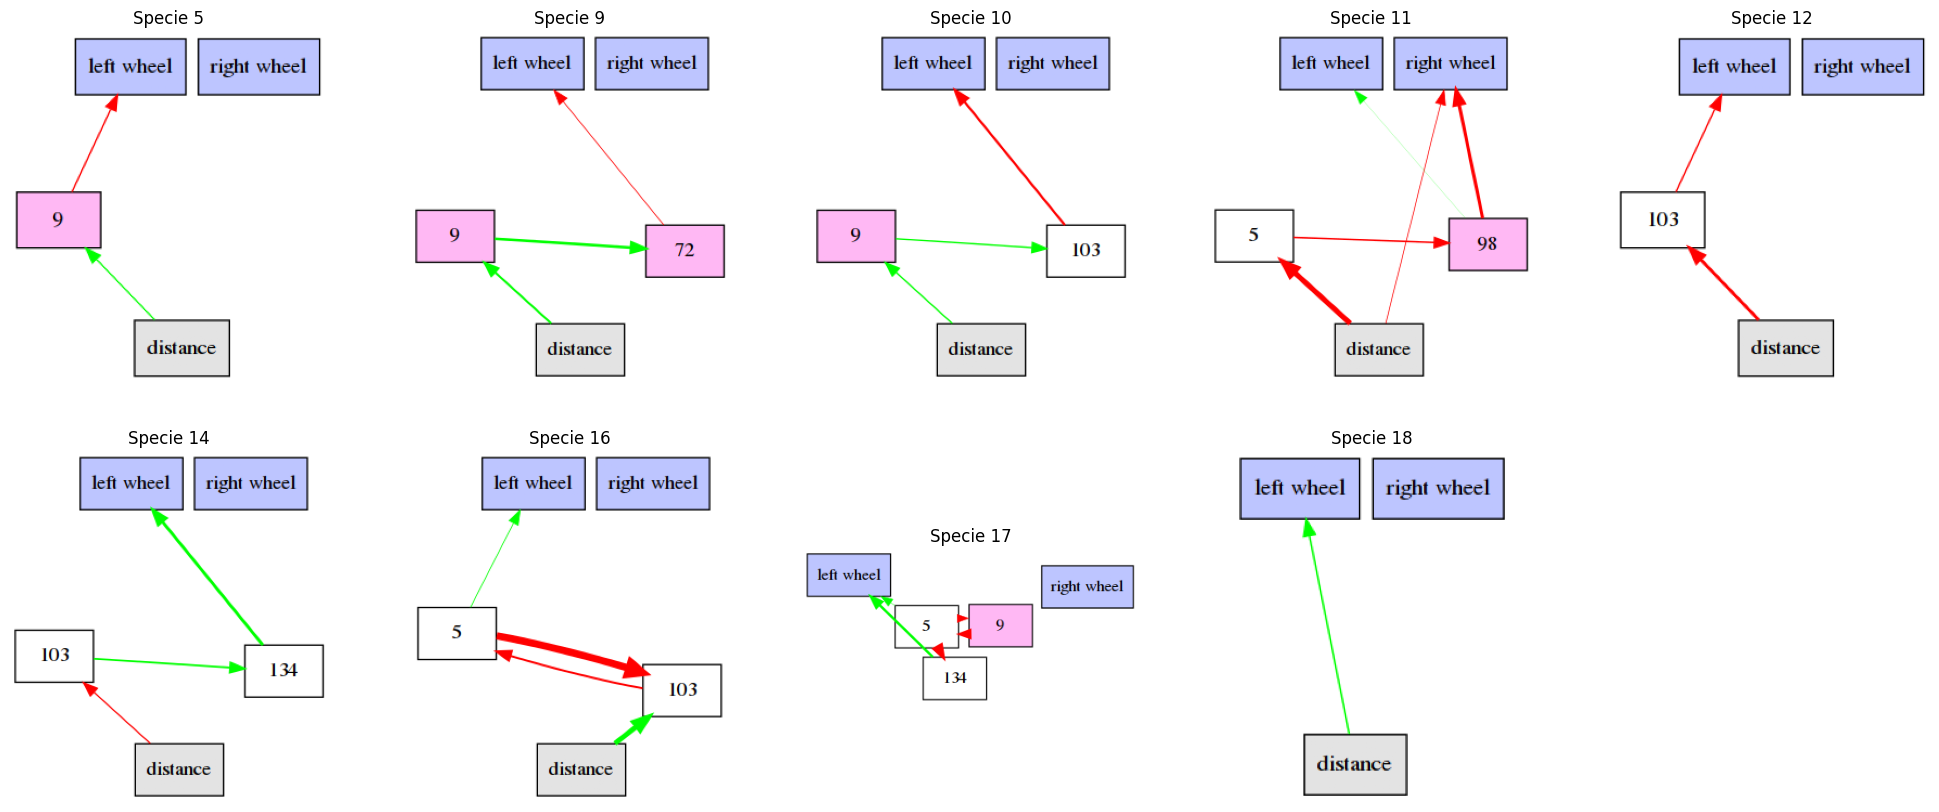 Specie 5
left wheel
right wheel
9
distance
Specie 9
left wheel
right wheel
9
72
distance
Specie 10
left wheel
right wheel
9
103
distance
Specie 11
left wheel
right wheel
5
98
distance
Specie 12
left wheel
right wheel
103
distance
Specie 14
left wheel
right wheel
103
134
distance
Specie 16
left wheel
right wheel
5
103
distance
Specie 17
left wheel
right wheel
5
9
134
Specie 18
left wheel
right wheel
distance